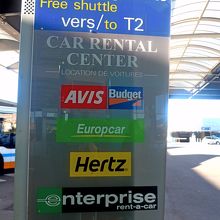 Free shuttle
vers/to T2
CAR RENTAL
CENTER
LOCATION DE VOITURES
AVIS Budget
Europcar
Hertz
enterprise
rent-a-car